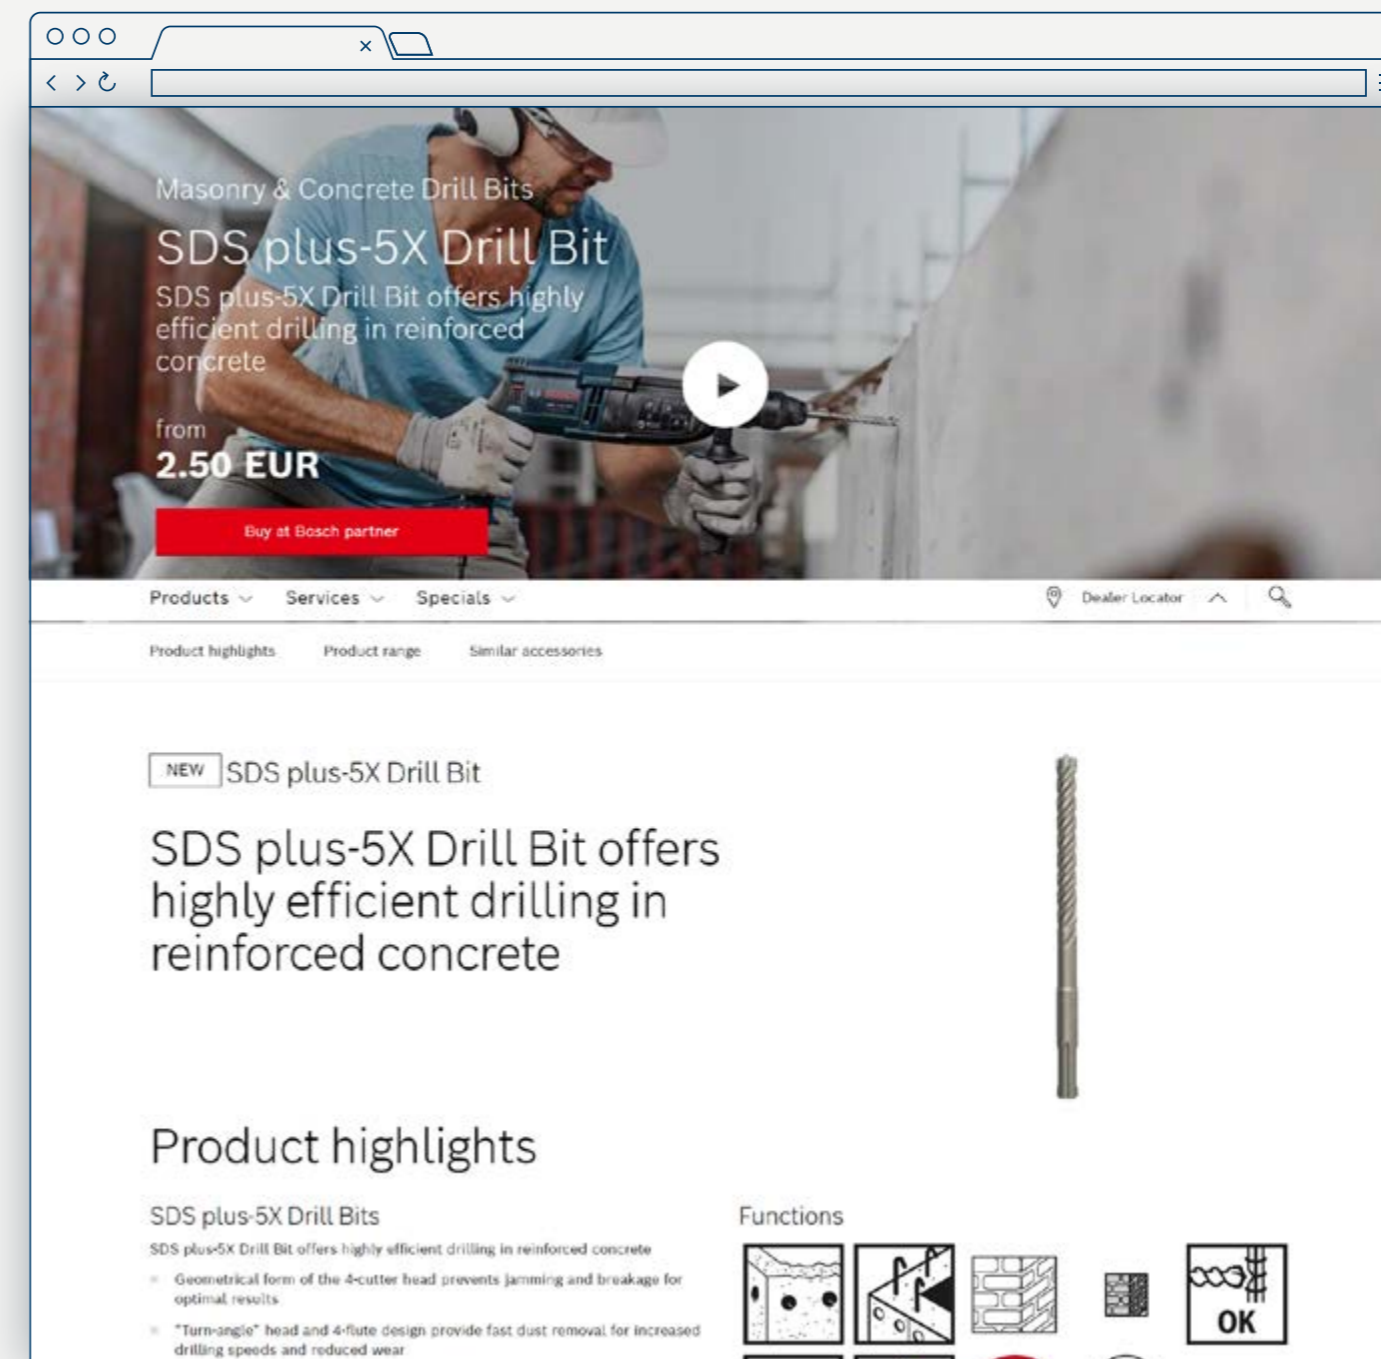 Masonry & Concrete Drill Bits
SDS plus-5X Drill Bit
SDS plus-5X Drill Bit offers highly
efficient drilling in reinforced
concrete
from
2.50 EUR
Buy at Bosch partner
Products
Services
Specials
Dealer Locator
Product highlights
Product range
Similar accessories
NEW
SDS plus-5X Drill Bit
SDS plus-5X Drill Bit offers
highly efficient drilling in
reinforced concrete
Product highlights
SDS plus-5X Drill Bits
SDS plus-5X Drill Bit offers highly efficient drilling in reinforced concrete
Geometrical form of the 4-cutter head prevents jamming and breakage for
optimal results
"Turn-angle" head and 4-flute design provide fast dust removal for increased
drilling speeds and reduced wear
Functions
OK